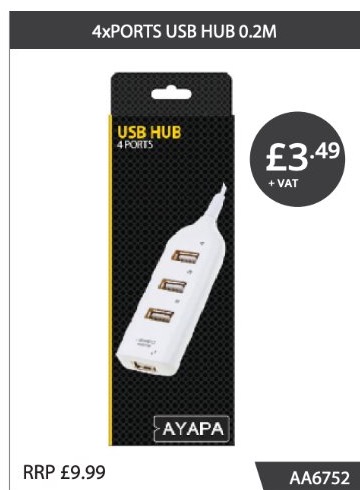 4xPORTS USB HUB 0.2M
USB HUB
4 PORTS
£3.49
+ VAT
AYAPA
RRP £9.99
AA6752